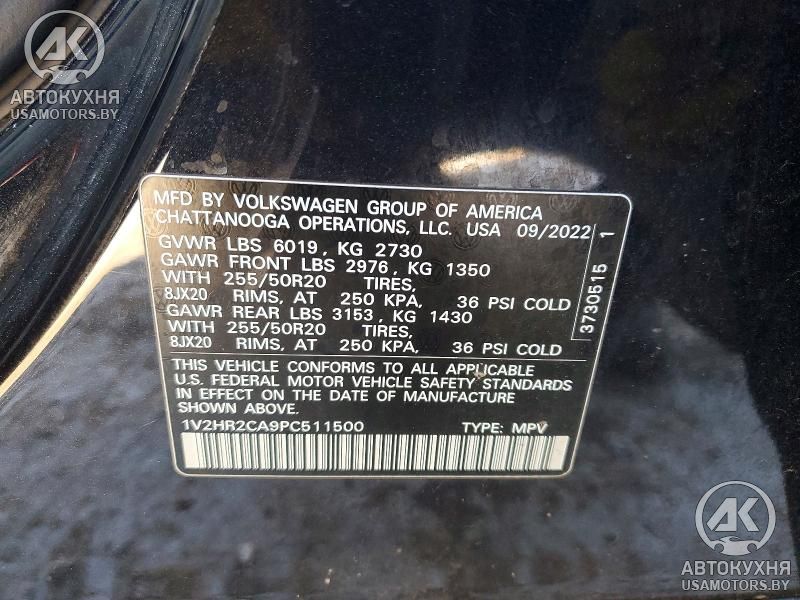 AK
АВТОКУХНЯ
USAMOTORS.BY
MFD BY VOLKSWAGEN GROUP OF AMERICA
CHATTANOOGA OPERATIONS, LLC. USA 09/2022
GVWR LBS 6019, KG 2730
GAWR FRONT LBS 2976, KG 1350
WITH 255/50R20 TIRES,
8JX20 RIMS, AT 250 KPA, 36 PSI COLD
GAWR REAR LBS 3153, KG 1430
WITH 255/50R20 TIRES,
8JX20 RIMS, AT 250 KPA, 36 PSI COLD
3730515 1
THIS VEHICLE CONFORMS TO ALL APPLICABLE
U.S. FEDERAL MOTOR VEHICLE SAFETY STANDARDS
IN EFFECT ON THE DATE OF MANUFACTURE
SHOWN ABOVE.
1V2HR2CA9PC511500 TYPE: MPV
AK
АВТОКУХНЯ
USAMOTORS.BY